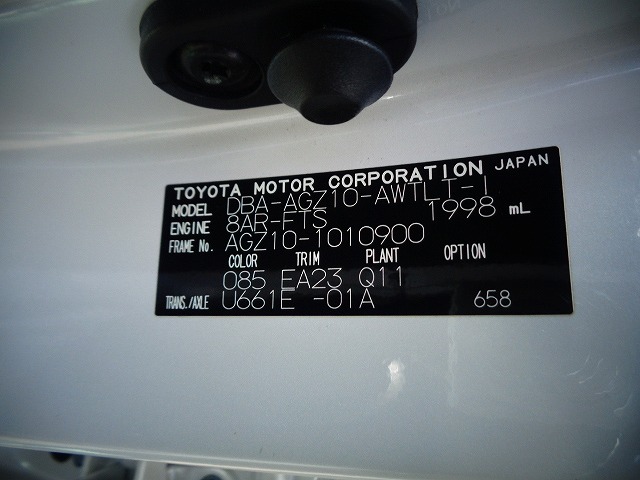 TOYOTA MOTOR CORPORATION JAPAN
MODEL DBA-AGZ10-AWTLT-I
ENGINE 8AR-FTS 1998 mL
FRAME No. AGZ10-1010900
COLOR TRIM PLANT OPTION
085 EA23 Q11
TRANS./AXLE U661E -01A 658